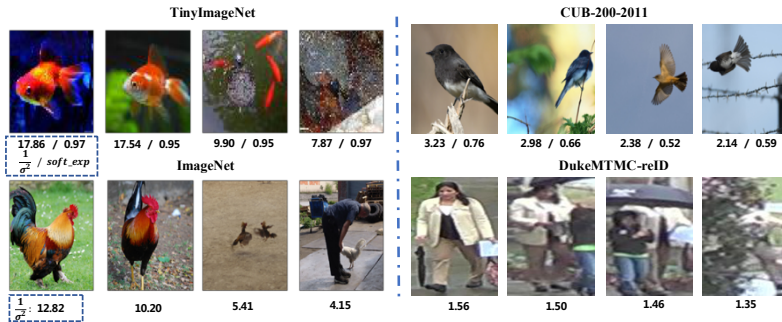 TinyImageNet
17.86 / 0.97
17.54 / 0.95
9.90 / 0.95
7.87 / 0.97
1/σ² / soft_exp
ImageNet
1/σ²: 12.82
10.20
5.41
4.15
CUB-200-2011
3.23 / 0.76
2.98 / 0.66
2.38 / 0.52
2.14 / 0.59
DukeMTMC-reID
1.56
1.50
1.46
1.35